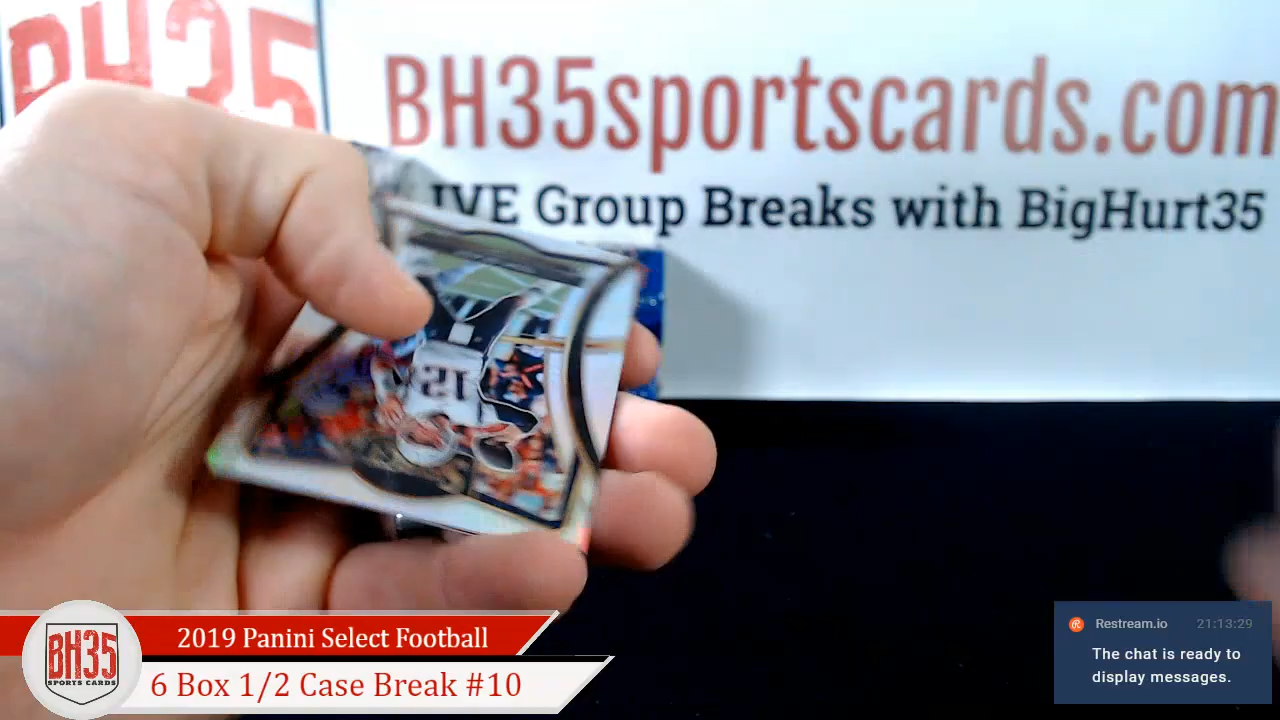 BH35
BH35sportscards.com
IVE Group Breaks with BigHurt35
12
BH35
SPORTS CARDS
2019 Panini Select Football
6 Box 1/2 Case Break #10
Restream.io 21:13:29
The chat is ready to
display messages.